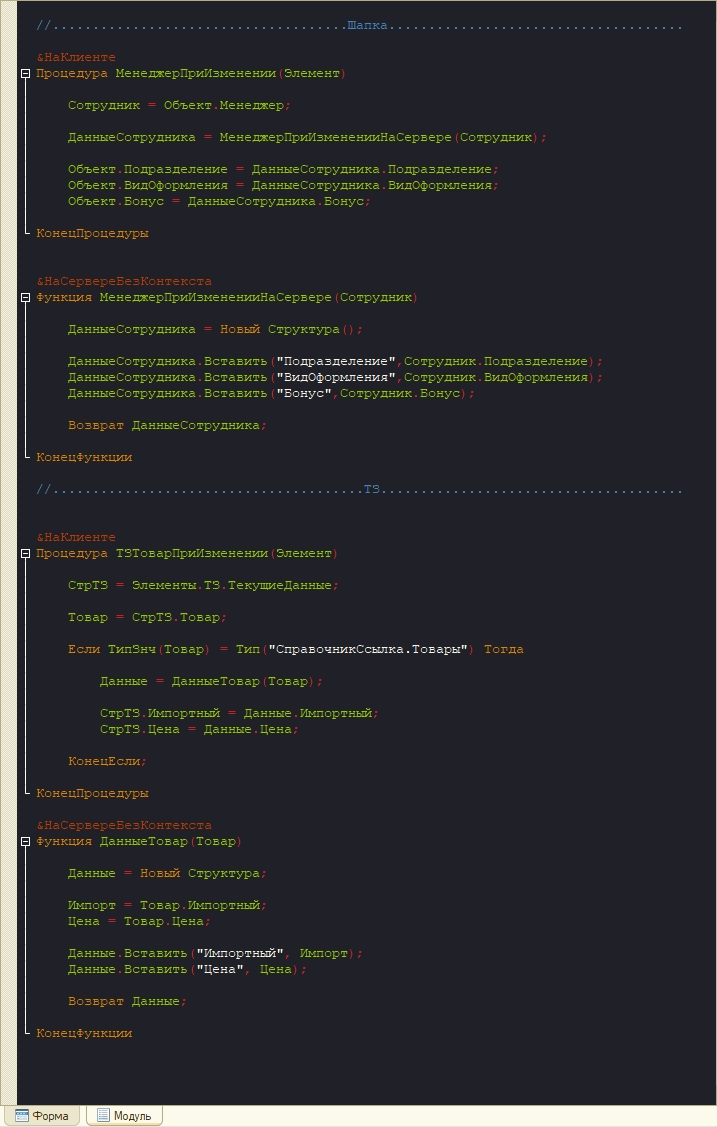 //.....................................Шапка.....................................
&НаКлиенте
Процедура МенеджерПриИзменении(Элемент)
Сотрудник = Объект.Менеджер;
ДанныеСотрудника = МенеджерПриИзмененииНаСервере(Сотрудник);
Объект.Подразделение = ДанныеСотрудника.Подразделение;
Объект.ВидОформления = ДанныеСотрудника.ВидОформления;
Объект.Бонус = ДанныеСотрудника.Бонус;
КонецПроцедуры
&НаСервереБезКонтекста
Функция МенеджерПриИзмененииНаСервере(Сотрудник)
ДанныеСотрудника = Новый Структура();
ДанныеСотрудника.Вставить("Подразделение",Сотрудник.Подразделение);
ДанныеСотрудника.Вставить("ВидОформления",Сотрудник.ВидОформления);
ДанныеСотрудника.Вставить("Бонус",Сотрудник.Бонус);
Возврат ДанныеСотрудника;
КонецФункции
//.......................................ТЗ......................................
&НаКлиенте
Процедура ТЗТоварПриИзменении(Элемент)
СтрТЗ = Элементы.ТЗ.ТекущиеДанные;
Товар = СтрТЗ.Товар;
Если ТипЗнч(Товар) = Тип("СправочникСсылка.Товары") Тогда
Данные = ДанныеТовар(Товар);
СтрТЗ.Импортный = Данные.Импортный;
СтрТЗ.Цена = Данные.Цена;
КонецЕсли;
КонецПроцедуры
&НаСервереБезКонтекста
Функция ДанныеТовар(Товар)
Данные = Новый Структура;
Импорт = Товар.Импортный;
Цена = Товар.Цена;
Данные.Вставить("Импортный", Импорт);
Данные.Вставить("Цена", Цена);
Возврат Данные;
КонецФункции
Форма Модуль